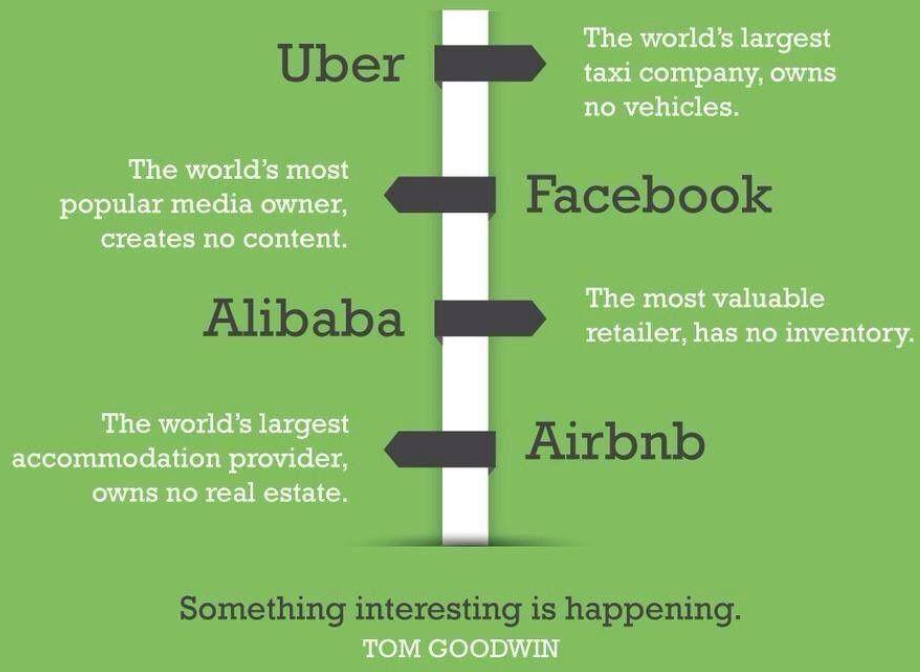 Uber
The world's largest
taxi company, owns
no vehicles.
The world's most
popular media owner,
creates no content.
Facebook
Alibaba
The most valuable
retailer, has no inventory.
The world's largest
accommodation provider,
owns no real estate.
Airbnb
Something interesting is happening.
TOM GOODWIN